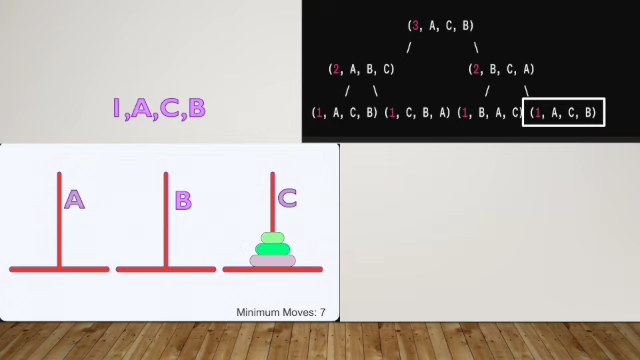 (3, A, C, B)
/ \
(2, A, B, C) (2, B, C, A)
/ \ / \
(1, A, C, B) (1, C, B, A) (1, B, A, C) (1, A, C, B)
1,A,C,B
A B C
Minimum Moves: 7